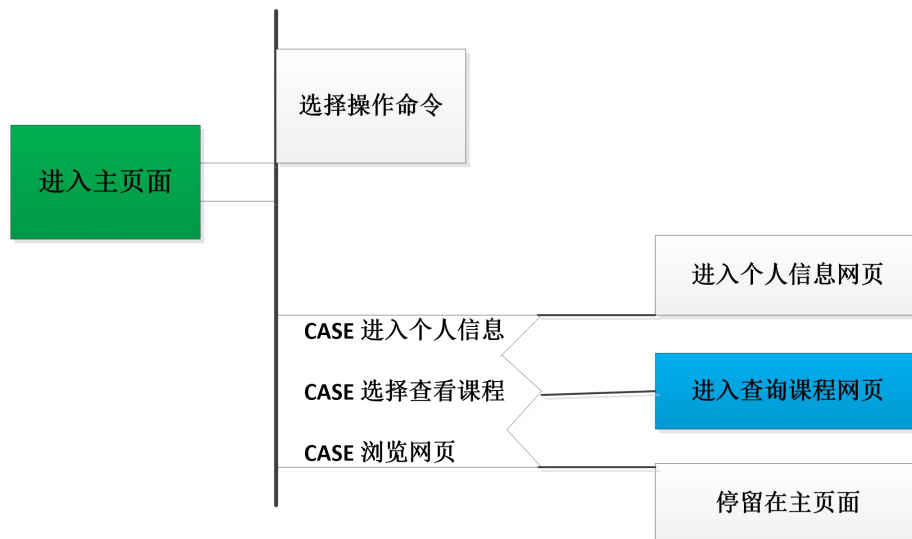 选择操作命令
进入主页面
进入个人信息网页
CASE 进入个人信息
CASE 选择查看课程
进入查询课程网页
CASE 浏览网页
停留在主页面